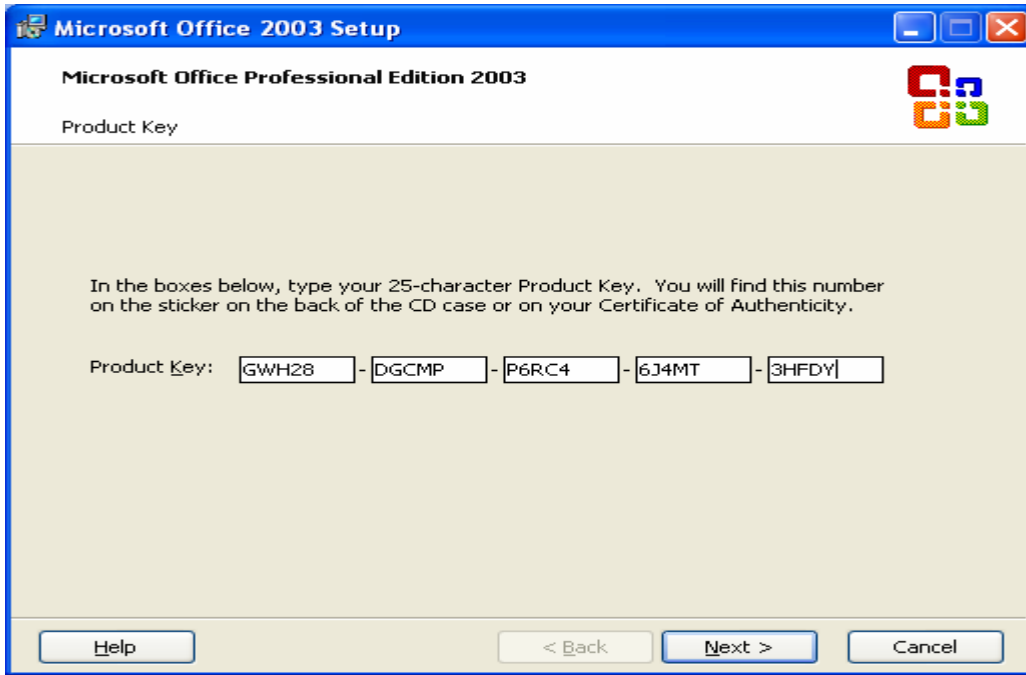 Microsoft Office 2003 Setup
Microsoft Office Professional Edition 2003
Product Key
In the boxes below, type your 25-character Product Key. You will find this number
on the sticker on the back of the CD case or on your Certificate of Authenticity.
Product Key: GWH28 - DGCMP - P6RC4 - 6J4MT - 3HFDY
Help < Back Next > Cancel